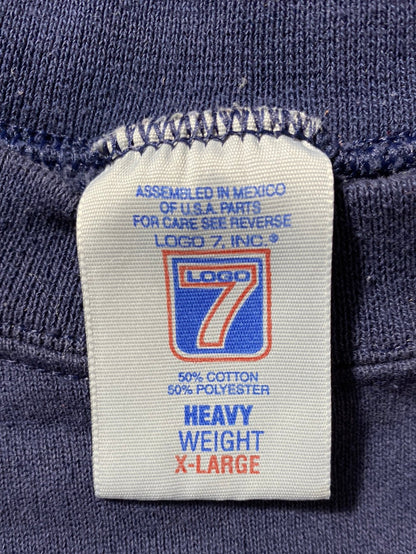 ASSEMBLED IN MEXICO
OF U.S.A. PARTS
FOR CARE SEE REVERSE
LOGO 7, INC.®
LOGO
7
50% COTTON
50% POLYESTER
HEAVY
WEIGHT
X-LARGE